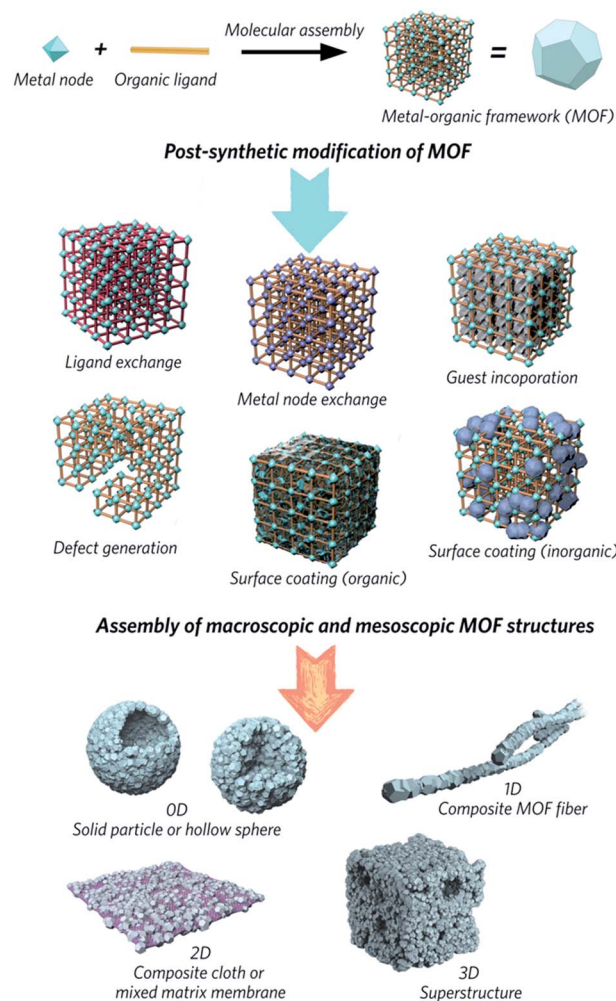 Molecular assembly
+
=
Metal node
Organic ligand
Metal-organic framework (MOF)
Post-synthetic modification of MOF
Ligand exchange
Metal node exchange
Guest incoporation
Defect generation
Surface coating (organic)
Surface coating (inorganic)
Assembly of macroscopic and mesoscopic MOF structures
0D
Solid particle or hollow sphere
1D
Composite MOF fiber
2D
Composite cloth or
mixed matrix membrane
3D
Superstructure